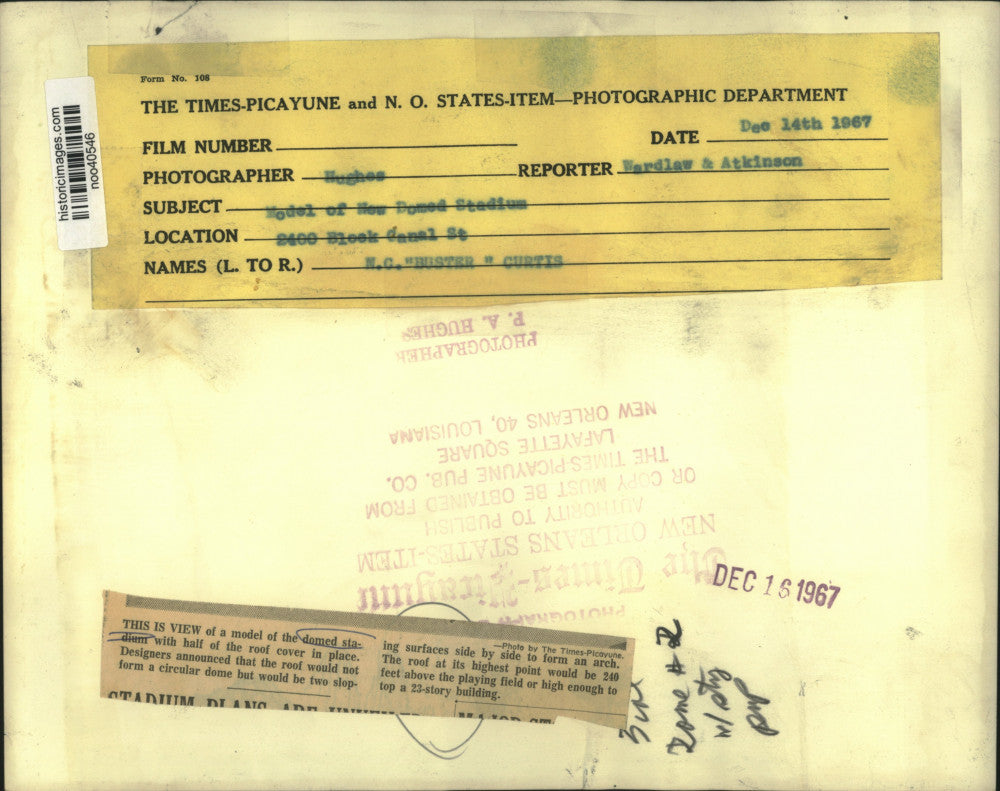 historicimages.com
noo40546
Form No. 108
THE TIMES-PICAYUNE and N. O. STATES-ITEM—PHOTOGRAPHIC DEPARTMENT
FILM NUMBER
DATE Dec 14th 1967
PHOTOGRAPHER Hughes
REPORTER Wardlaw & Atkinson
SUBJECT Model of New Domed Stadium
LOCATION 2400 Block Canal St
NAMES (L. TO R.) N.C."BUSTER " CURTIS
PHOTOGRAPHER
P. A. HUGHES
PHOTOGRAPH
The Times-Picayune
NEW ORLEANS STATES-ITEM
AUTHORITY TO PUBLISH
OR COPY MUST BE OBTAINED FROM
THE TIMES-PICAYUNE PUB. CO.
LAFAYETTE SQUARE
NEW ORLEANS 40, LOUISIANA
DEC 16 1967
THIS IS VIEW of a model of the domed sta-
dium with half of the roof cover in place.
Designers announced that the roof would not
form a circular dome but would be two slop-
—Photo by The Times-Picayune.
ing surfaces side by side to form an arch.
The roof at its highest point would be 240
feet above the playing field or high enough to
top a 23-story building.
STADIUM PLANS ARE
w/